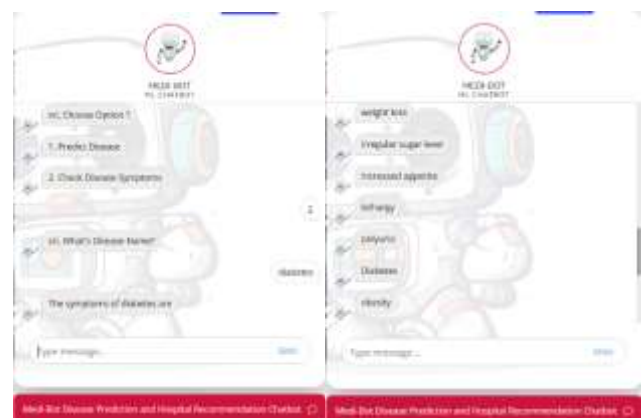 MEDI BOT
Hi, Choose Option ?
1. Predict Disease
2. Check Disease Symptoms
2
Hi, What's Disease Name?
diabetes
The symptoms of diabetes are
Type message...
Send
Medi-Bot Disease Prediction and Hospital Recommendation Chatbot
MEDI BOT
weight loss
irregular sugar level
increased appetite
lethargy
polyuria
Diabetes
obesity
Type message...
Send
Medi-Bot Disease Prediction and Hospital Recommendation Chatbot